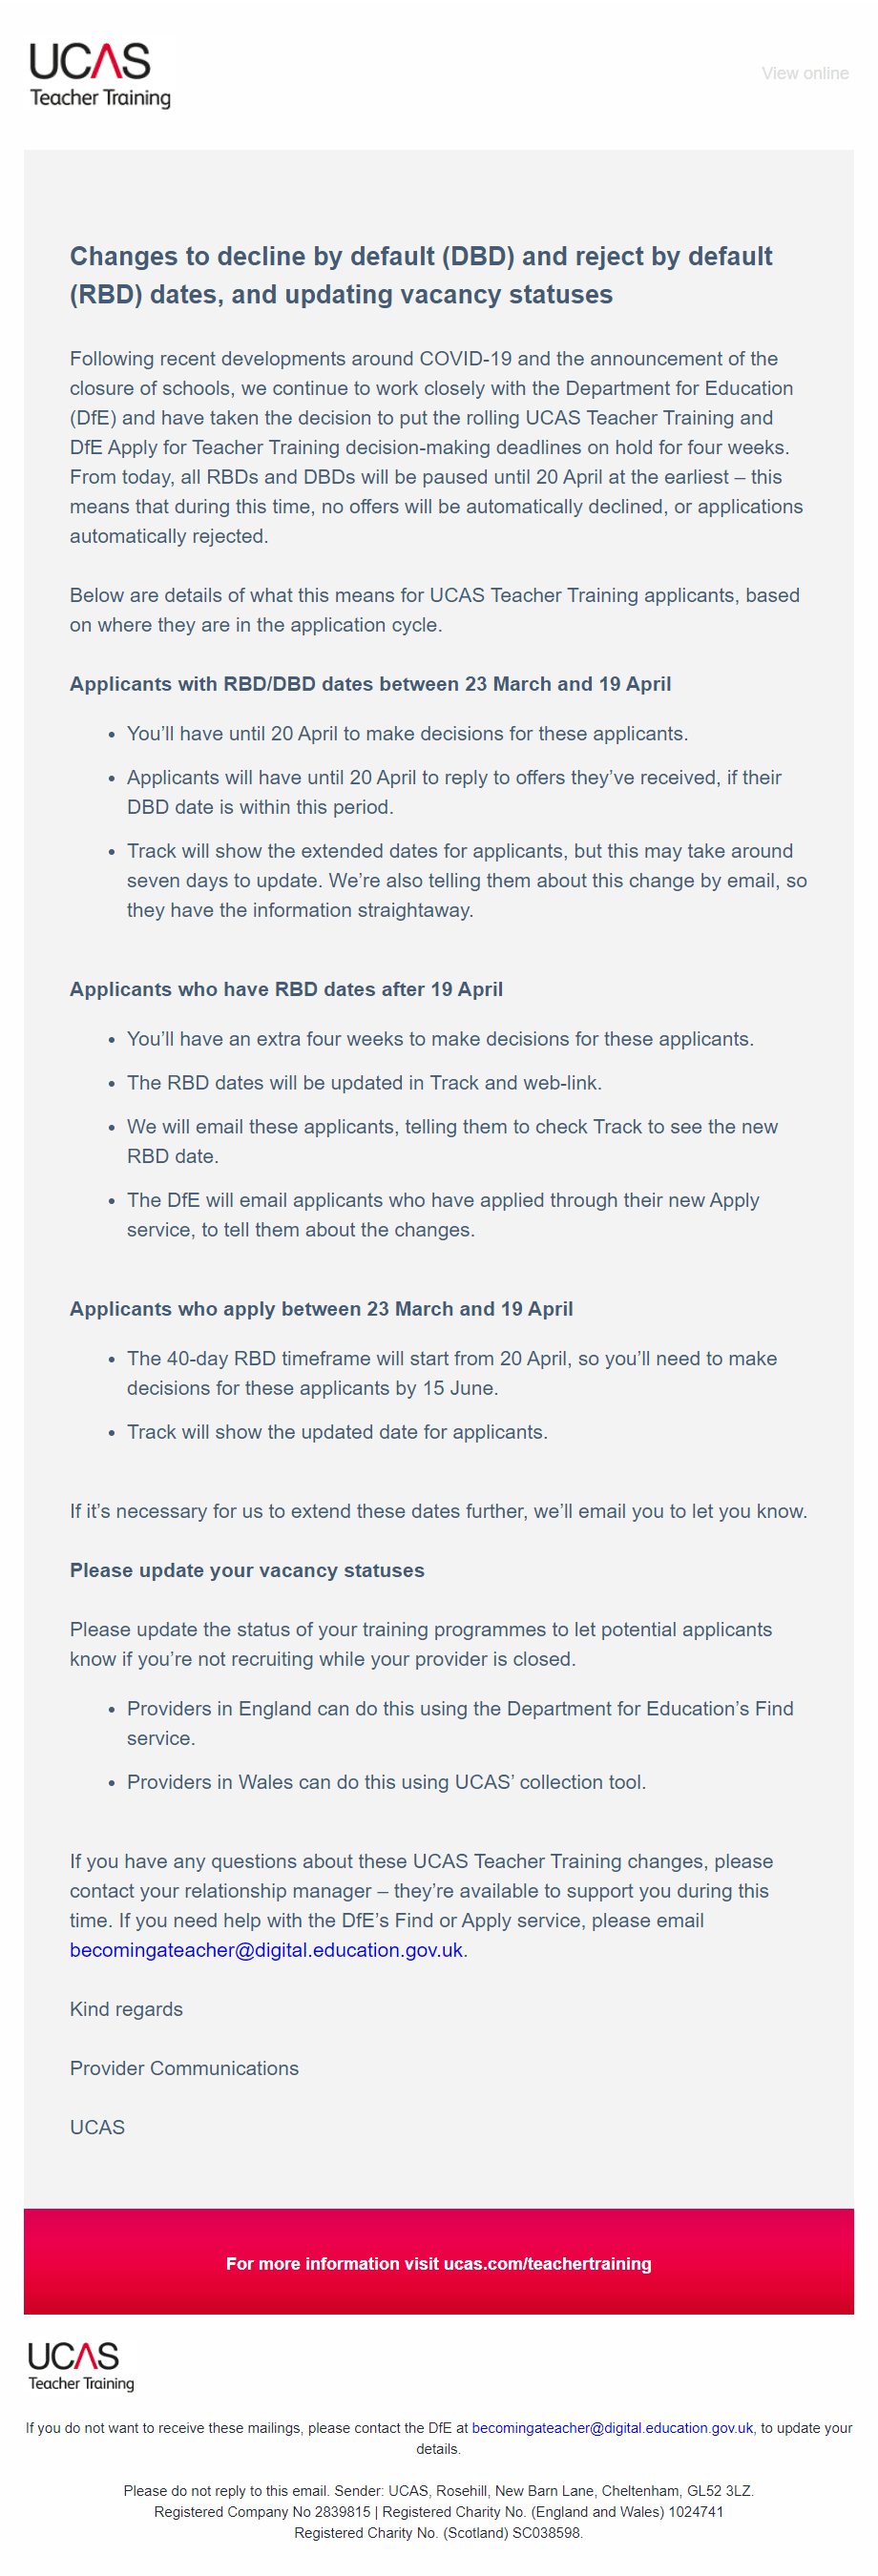 UCAS
Teacher Training
View online
Changes to decline by default (DBD) and reject by default
(RBD) dates, and updating vacancy statuses
Following recent developments around COVID-19 and the announcement of the
closure of schools, we continue to work closely with the Department for Education
(DfE) and have taken the decision to put the rolling UCAS Teacher Training and
DfE Apply for Teacher Training decision-making deadlines on hold for four weeks.
From today, all RBDs and DBDs will be paused until 20 April at the earliest – this
means that during this time, no offers will be automatically declined, or applications
automatically rejected.
Below are details of what this means for UCAS Teacher Training applicants, based
on where they are in the application cycle.
Applicants with RBD/DBD dates between 23 March and 19 April
• You’ll have until 20 April to make decisions for these applicants.
• Applicants will have until 20 April to reply to offers they’ve received, if their
DBD date is within this period.
• Track will show the extended dates for applicants, but this may take around
seven days to update. We’re also telling them about this change by email, so
they have the information straightaway.
Applicants who have RBD dates after 19 April
• You’ll have an extra four weeks to make decisions for these applicants.
• The RBD dates will be updated in Track and web-link.
• We will email these applicants, telling them to check Track to see the new
RBD date.
• The DfE will email applicants who have applied through their new Apply
service, to tell them about the changes.
Applicants who apply between 23 March and 19 April
• The 40-day RBD timeframe will start from 20 April, so you’ll need to make
decisions for these applicants by 15 June.
• Track will show the updated date for applicants.
If it’s necessary for us to extend these dates further, we’ll email you to let you know.
Please update your vacancy statuses
Please update the status of your training programmes to let potential applicants
know if you’re not recruiting while your provider is closed.
• Providers in England can do this using the Department for Education’s Find
service.
• Providers in Wales can do this using UCAS’ collection tool.
If you have any questions about these UCAS Teacher Training changes, please
contact your relationship manager – they’re available to support you during this
time. If you need help with the DfE’s Find or Apply service, please email
becomingateacher@digital.education.gov.uk.
Kind regards
Provider Communications
UCAS
For more information visit ucas.com/teachertraining
UCAS
Teacher Training
If you do not want to receive these mailings, please contact the DfE at becomingateacher@digital.education.gov.uk, to update your
details.
Please do not reply to this email. Sender: UCAS, Rosehill, New Barn Lane, Cheltenham, GL52 3LZ.
Registered Company No 2839815 | Registered Charity No. (England and Wales) 1024741
Registered Charity No. (Scotland) SC038598.